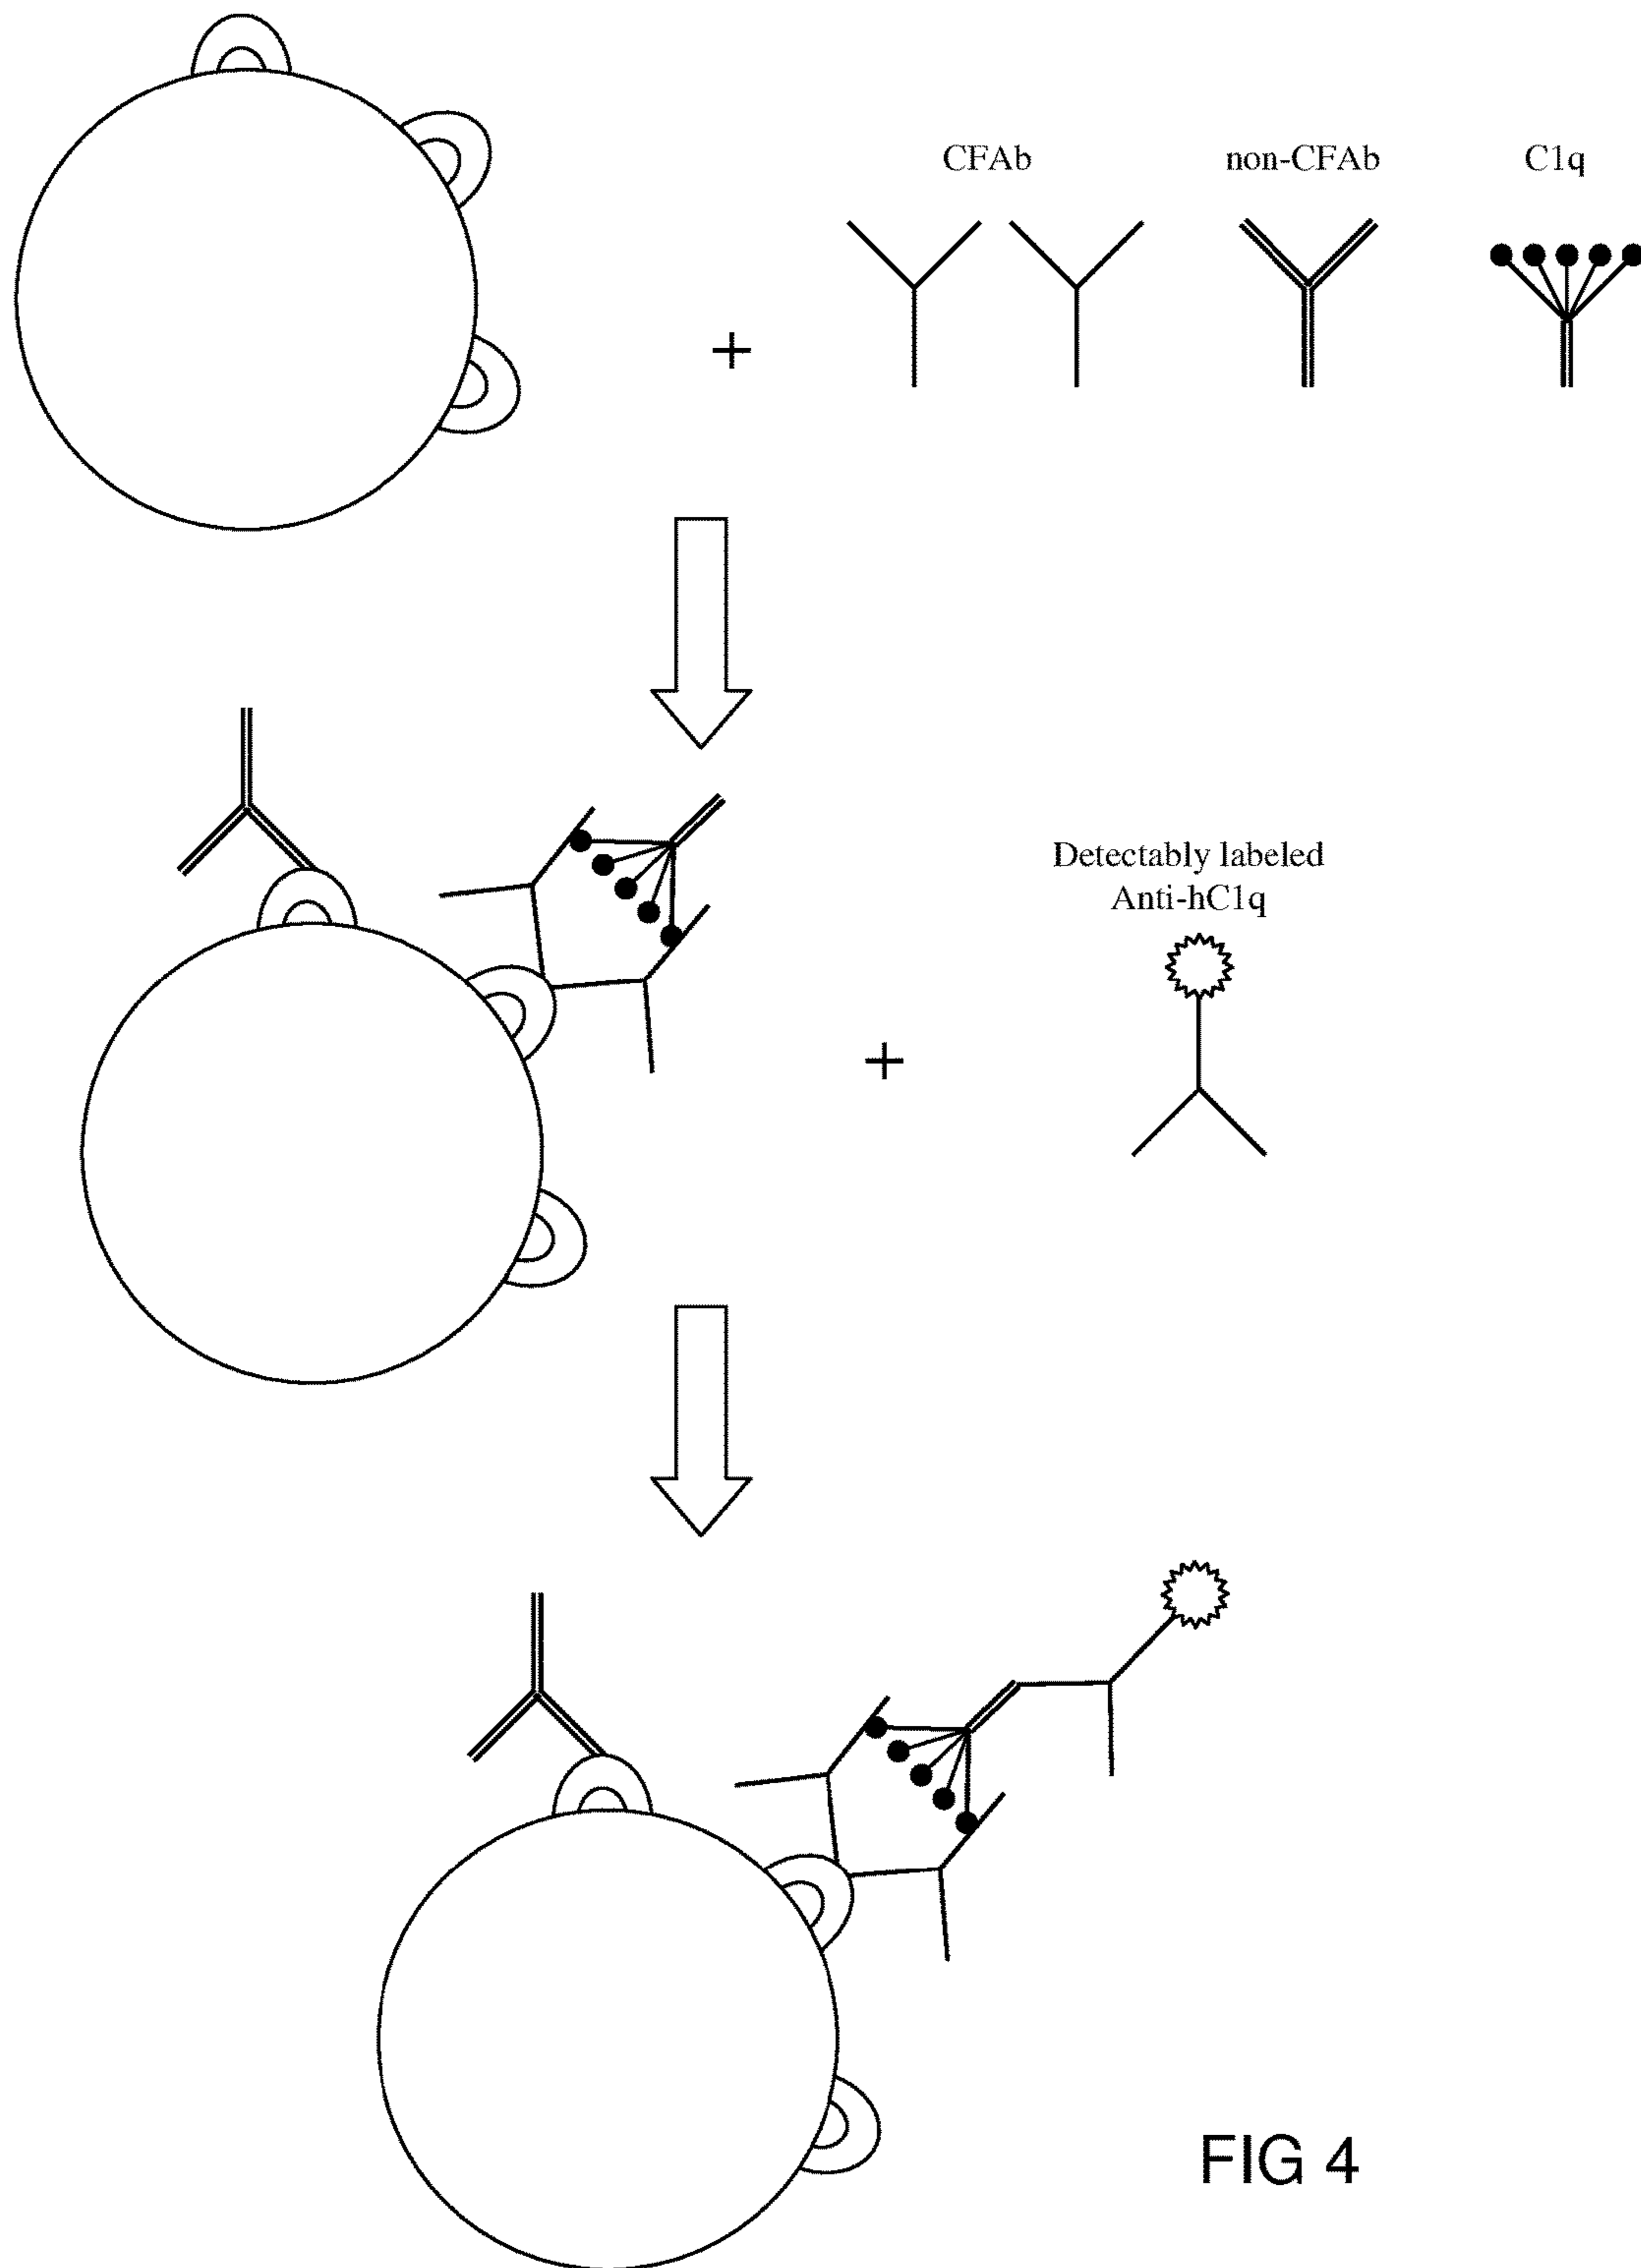 CFAb non-CFAb C1q
+
Detectably labeled
Anti-hC1q
+
FIG 4